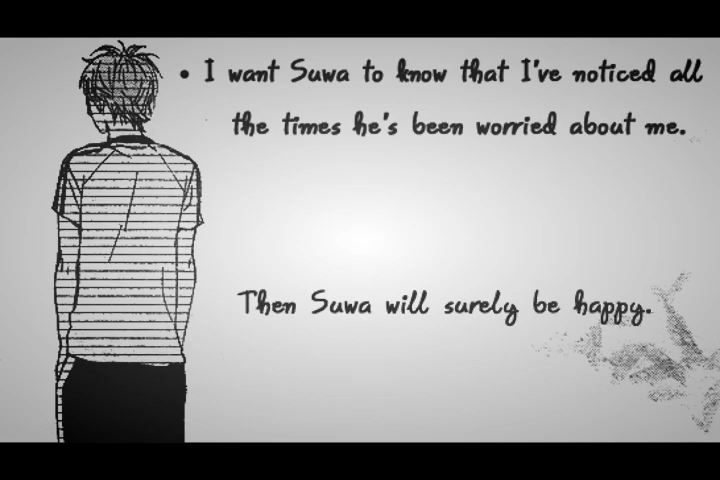 • I want Suwa to know that I've noticed all
the times he's been worried about me.
Then Suwa will surely be happy.